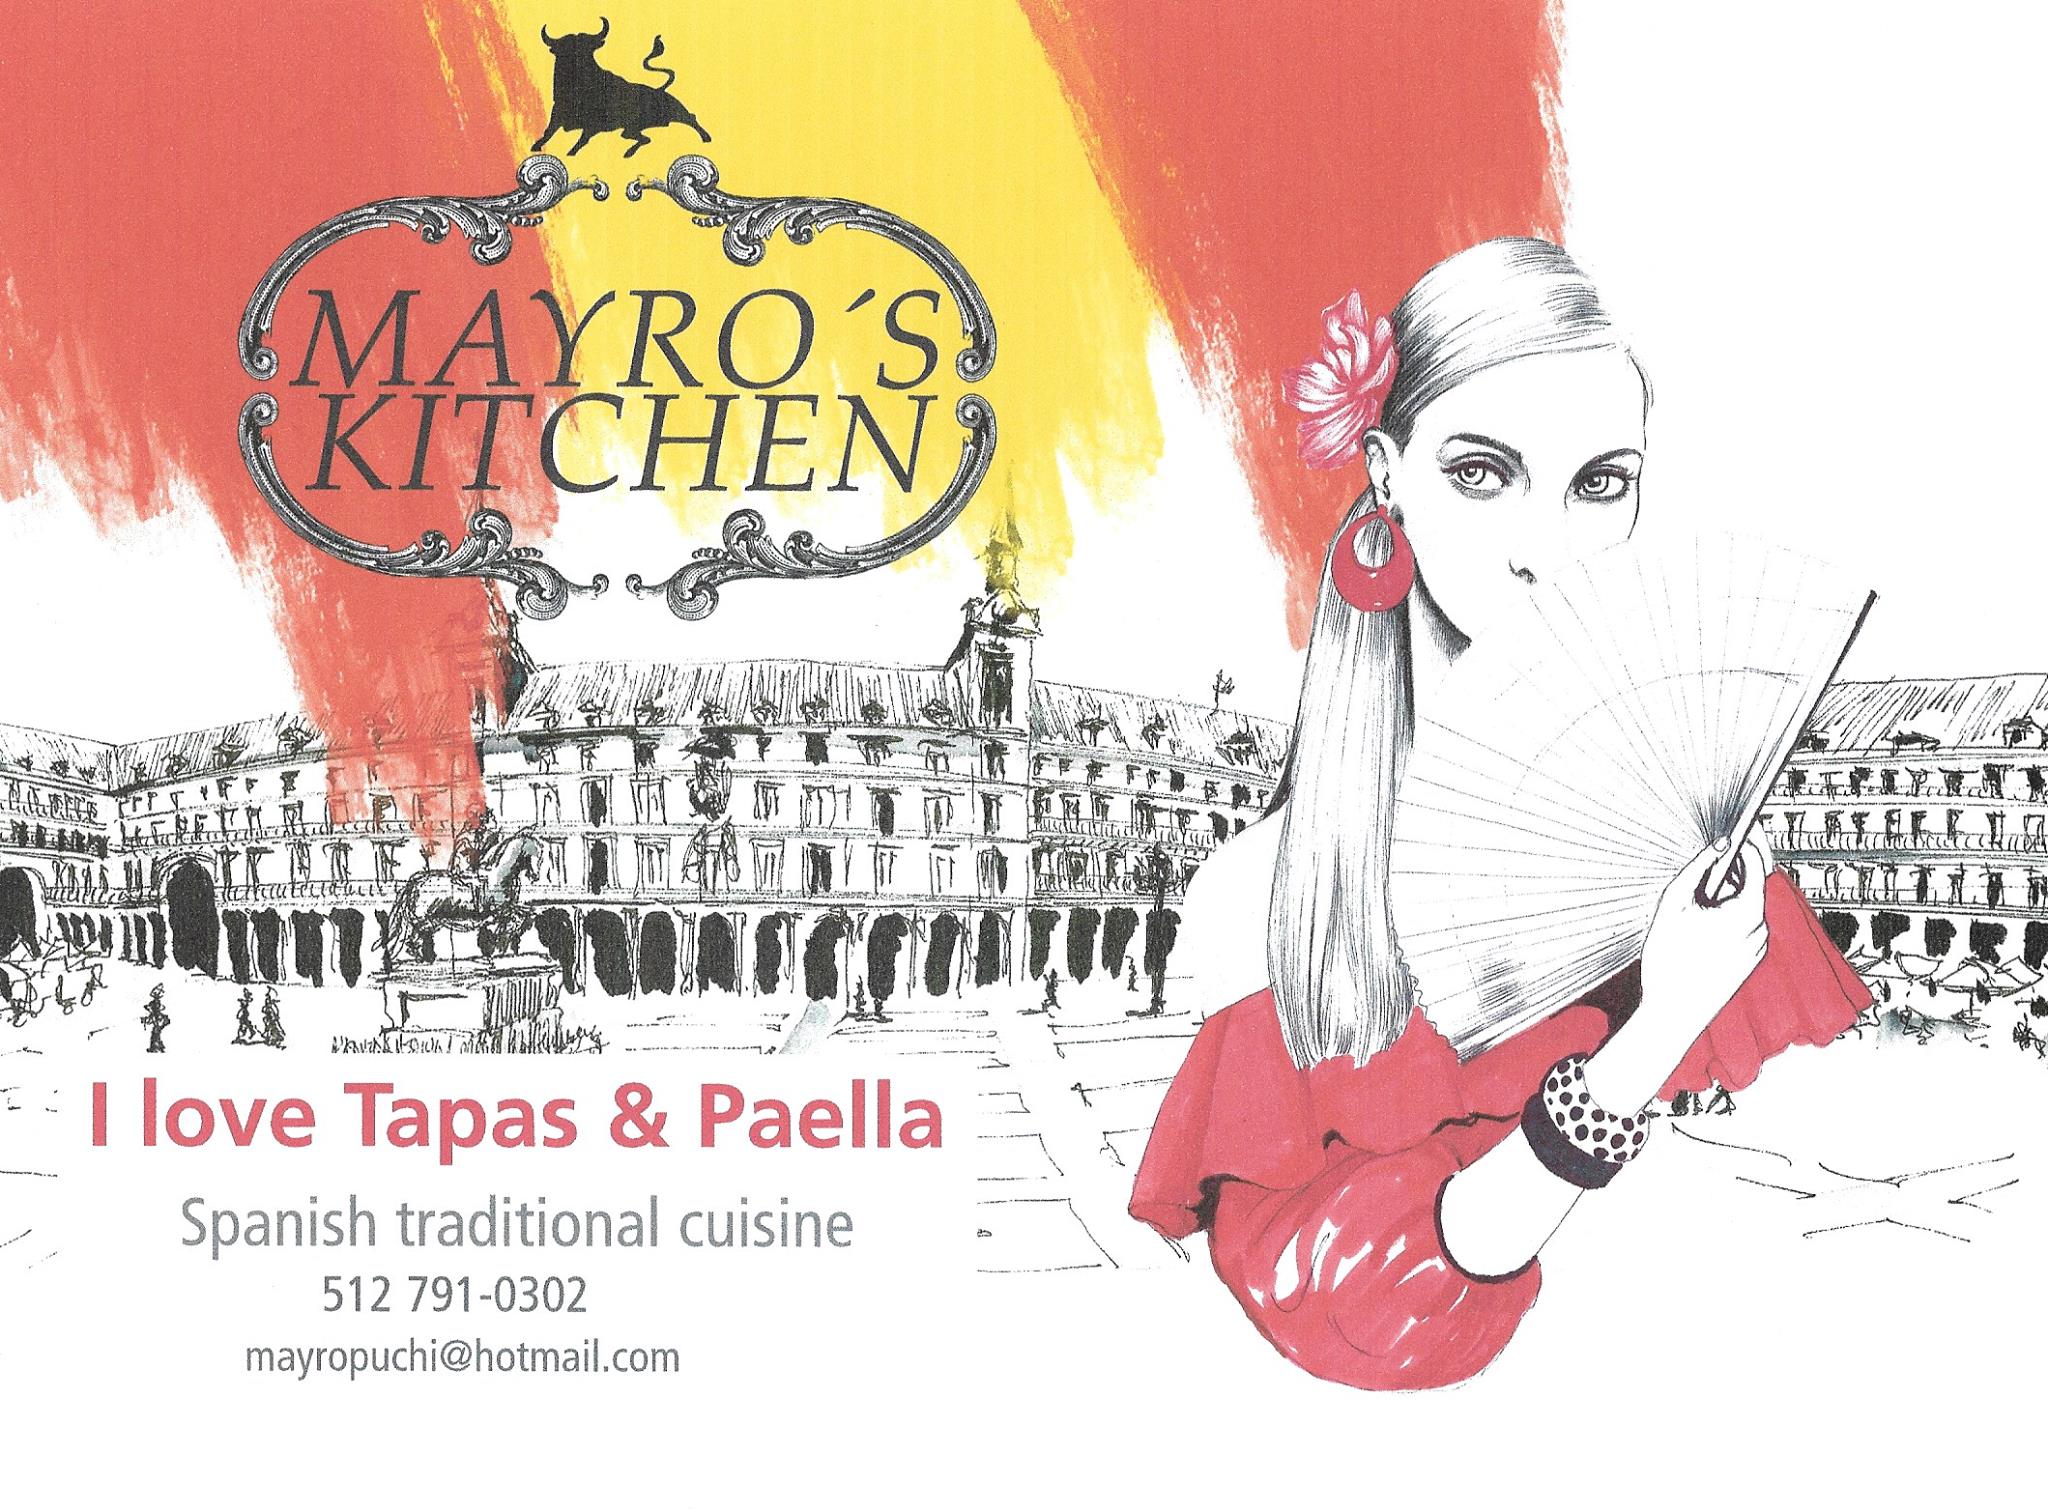 MAYRO´S
KITCHEN
I love Tapas & Paella
Spanish traditional cuisine
512 791-0302
mayropuchi@hotmail.com